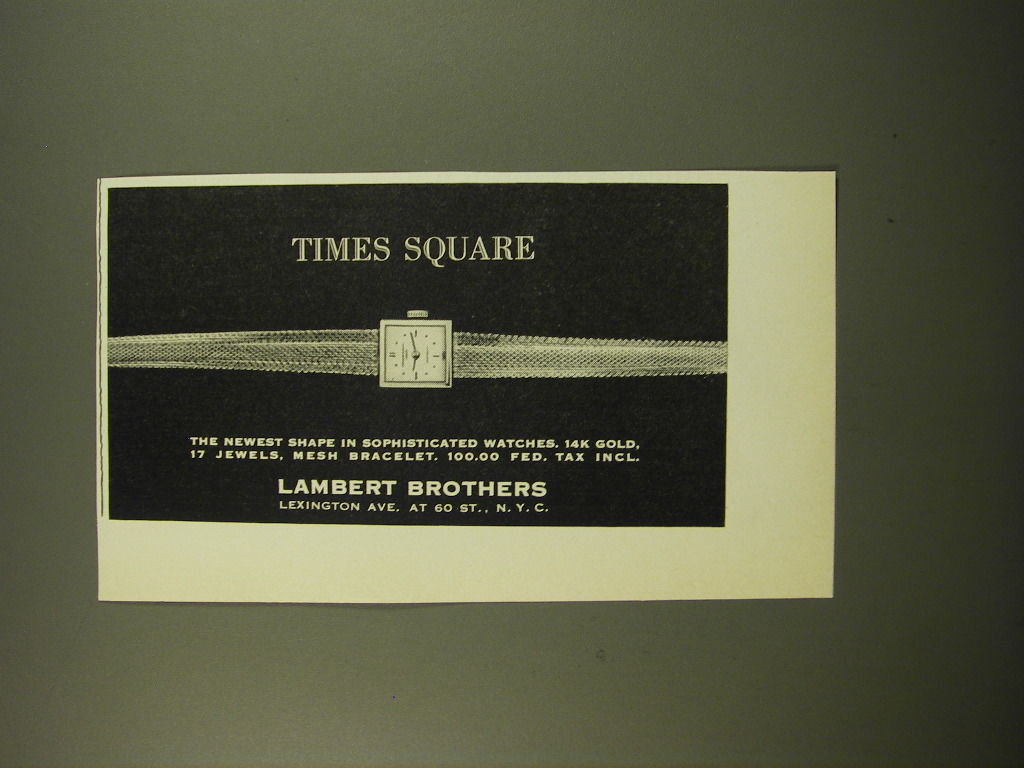 TIMES SQUARE
THE NEWEST SHAPE IN SOPHISTICATED WATCHES. 14K GOLD,
17 JEWELS, MESH BRACELET. 100.00 FED. TAX INCL.
LAMBERT BROTHERS
LEXINGTON AVE. AT 60 ST., N. Y. C.